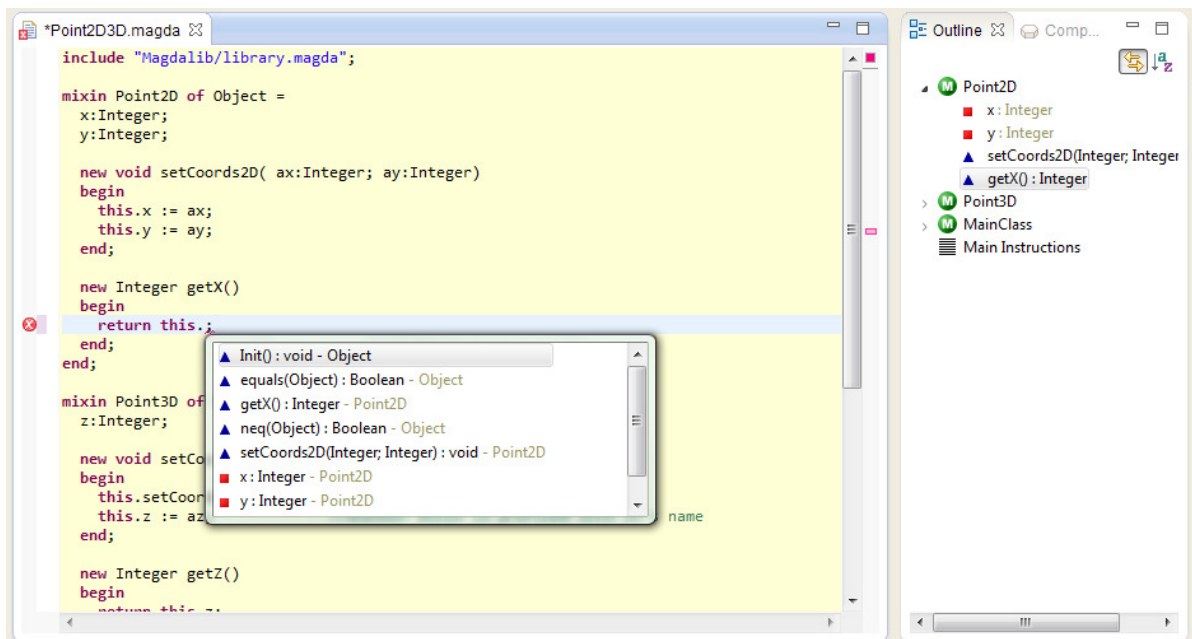 *Point2D3D.magda
include "Magdalib/library.magda";
mixin Point2D of Object =
x:Integer;
y:Integer;
new void setCoords2D( ax:Integer; ay:Integer)
begin
this.x := ax;
this.y := ay;
end;
new Integer getX()
begin
return this.;
end;
end;
mixin Point3D of
z:Integer;
new void setCo
begin
this.setCoor
this.z := az
name
end;
new Integer getZ()
begin
return this.z;
Init() : void - Object
equals(Object) : Boolean - Object
getX() : Integer - Point2D
neq(Object) : Boolean - Object
setCoords2D(Integer; Integer) : void - Point2D
x : Integer - Point2D
y : Integer - Point2D
Outline Comp...
Point2D
x : Integer
y : Integer
setCoords2D(Integer; Integer
getX() : Integer
Point3D
MainClass
Main Instructions